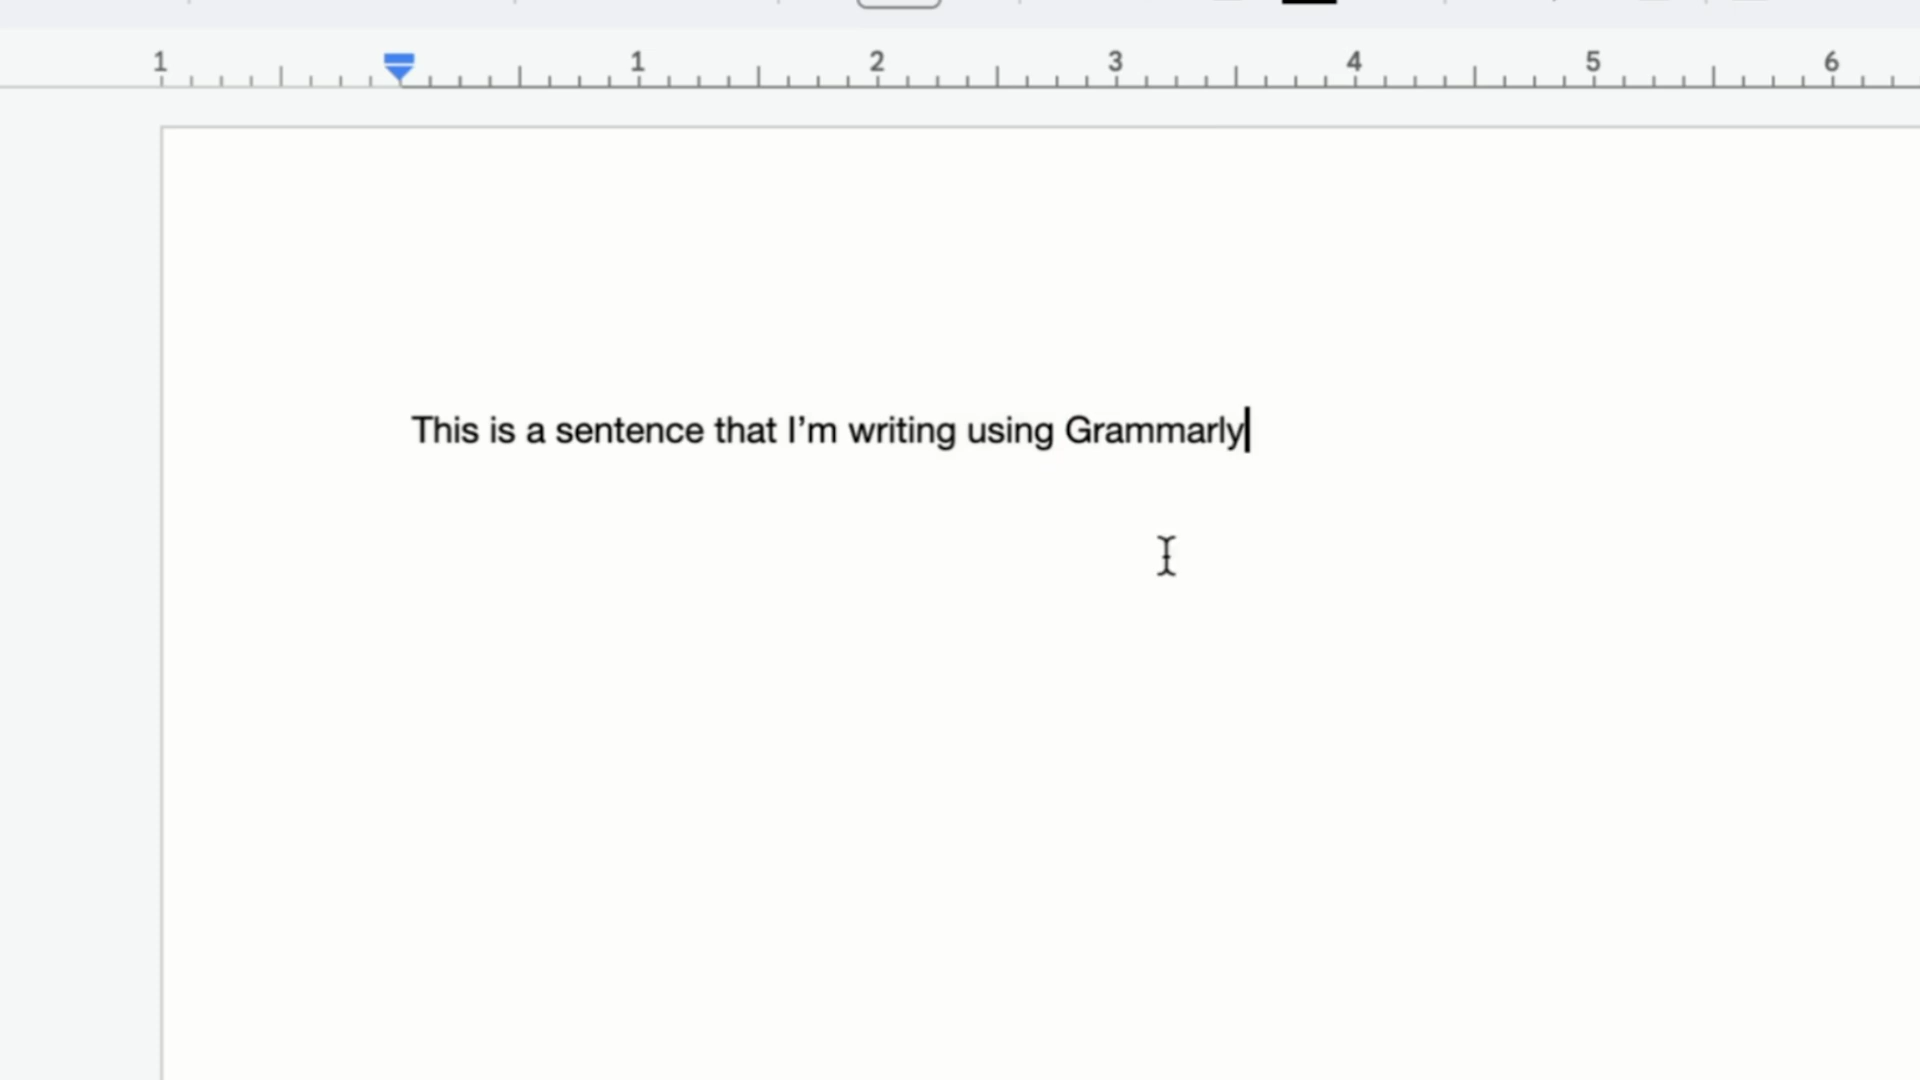 1 1 2 3 4 5 6
This is a sentence that I’m writing using Grammarly